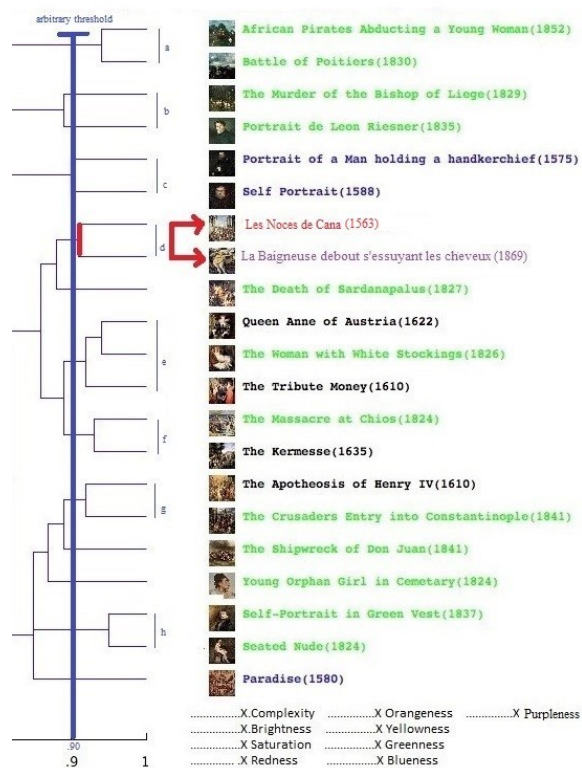 arbitrary threshold
African Pirates Abducting a Young Woman(1852)
a
Battle of Poitiers(1830)
The Murder of the Bishop of Liege(1829)
b
Portrait de Leon Riesner(1835)
Portrait of a Man holding a handkerchief(1575)
c
Self Portrait(1588)
Les Noces de Cana (1563)
d
La Baigneuse debout s'essuyant les cheveux (1869)
The Death of Sardanapalus(1827)
Queen Anne of Austria(1622)
The Woman with White Stockings(1826)
e
The Tribute Money(1610)
The Massacre at Chios(1824)
f
The Kermesse(1635)
The Apotheosis of Henry IV(1610)
g
The Crusaders Entry into Constantinople(1841)
The Shipwreck of Don Juan(1841)
Young Orphan Girl in Cemetary(1824)
Self-Portrait in Green Vest(1837)
h
Seated Nude(1824)
Paradise(1580)
...............X.Complexity ...............X Orangeness ...............X Purpleness
...............X.Brightness ...............X Yellowness
...............X Saturation ...............X Greenness
...............X Redness ...............X Blueness
.90
.9 1